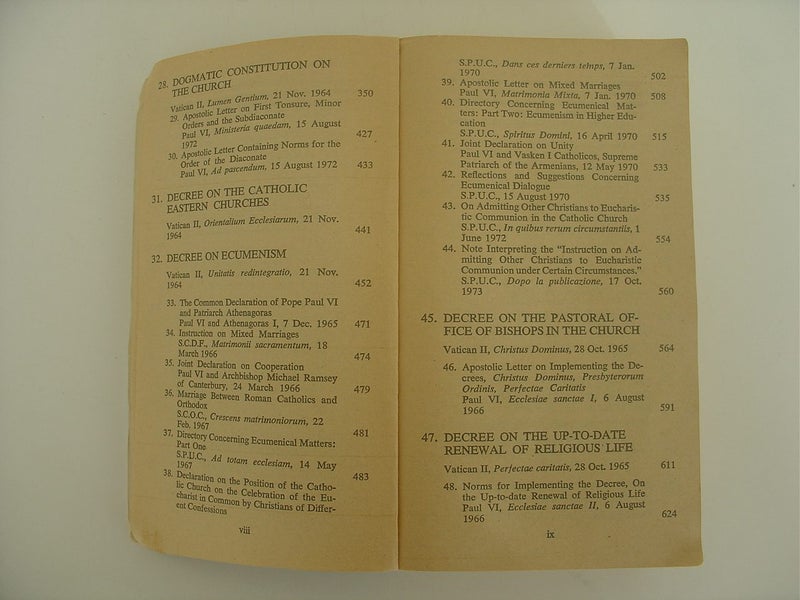 28. DOGMATIC CONSTITUTION ON
THE CHURCH
Vatican II, Lumen Gentium, 21 Nov. 1964 350
29. Apostolic Letter on First Tonsure, Minor
Orders and the Subdiaconate
Paul VI, Ministeria quaedam, 15 August
1972 427
30. Apostolic Letter Containing Norms for the
Order of the Diaconate
Paul VI, Ad pascendum, 15 August 1972 433
31. DECREE ON THE CATHOLIC
EASTERN CHURCHES
Vatican II, Orientalium Ecclesiarum, 21 Nov.
1964 441
32. DECREE ON ECUMENISM
Vatican II, Unitatis redintegratio, 21 Nov.
1964 452
33. The Common Declaration of Pope Paul VI
and Patriarch Athenagoras
Paul VI and Athenagoras I, 7 Dec. 1965 471
34. Instruction on Mixed Marriages
S.C.D.F., Matrimonii sacramentum, 18
March 1966 474
35. Joint Declaration on Cooperation
Paul VI and Archbishop Michael Ramsey
of Canterbury, 24 March 1966 479
36. Marriage Between Roman Catholics and
Orthodox
S.C.O.C., Crescens matrimoniorum, 22
Feb. 1967 481
37. Directory Concerning Ecumenical Matters:
Part One
S.P.U.C., Ad totam ecclesiam, 14 May
1967 483
38. Declaration on the Position of the Catho-
lic Church on the Celebration of the Eu-
charist in Common by Christians of Differ-
ent Confessions
viii
S.P.U.C., Dans ces derniers temps, 7 Jan.
1970 502
39. Apostolic Letter on Mixed Marriages
Paul VI, Matrimonia Mixta, 7 Jan. 1970 508
40. Directory Concerning Ecumenical Mat-
ters: Part Two: Ecumenism in Higher Edu-
cation
S.P.U.C., Spiritus Domini, 16 April 1970 515
41. Joint Declaration on Unity
Paul VI and Vasken I Catholicos, Supreme
Patriarch of the Armenians, 12 May 1970 533
42. Reflections and Suggestions Concerning
Ecumenical Dialogue
S.P.U.C., 15 August 1970 535
43. On Admitting Other Christians to Eucharis-
tic Communion in the Catholic Church
S.P.U.C., In quibus rerum circumstantiis, 1
June 1972 554
44. Note Interpreting the "Instruction on Ad-
mitting Other Christians to Eucharistic
Communion under Certain Circumstances."
S.P.U.C., Dopo la publicazione, 17 Oct.
1973 560
45. DECREE ON THE PASTORAL OF-
FICE OF BISHOPS IN THE CHURCH
Vatican II, Christus Dominus, 28 Oct. 1965 564
46. Apostolic Letter on Implementing the De-
crees, Christus Dominus, Presbyterorum
Ordinis, Perfectae Caritatis
Paul VI, Ecclesiae sanctae I, 6 August
1966 591
47. DECREE ON THE UP-TO-DATE
RENEWAL OF RELIGIOUS LIFE
Vatican II, Perfectae caritatis, 28 Oct. 1965 611
48. Norms for Implementing the Decree, On
the Up-to-date Renewal of Religious Life
Paul VI, Ecclesiae sanctae II, 6 August
1966 624
ix